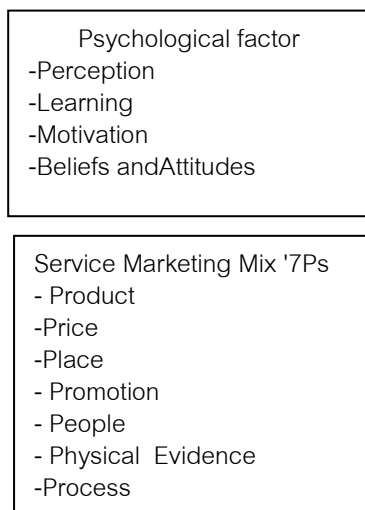 Psychological factor
-Perception
-Learning
-Motivation
-Beliefs andAttitudes
Service Marketing Mix '7Ps
- Product
-Price
-Place
- Promotion
- People
- Physical  Evidence
-Process